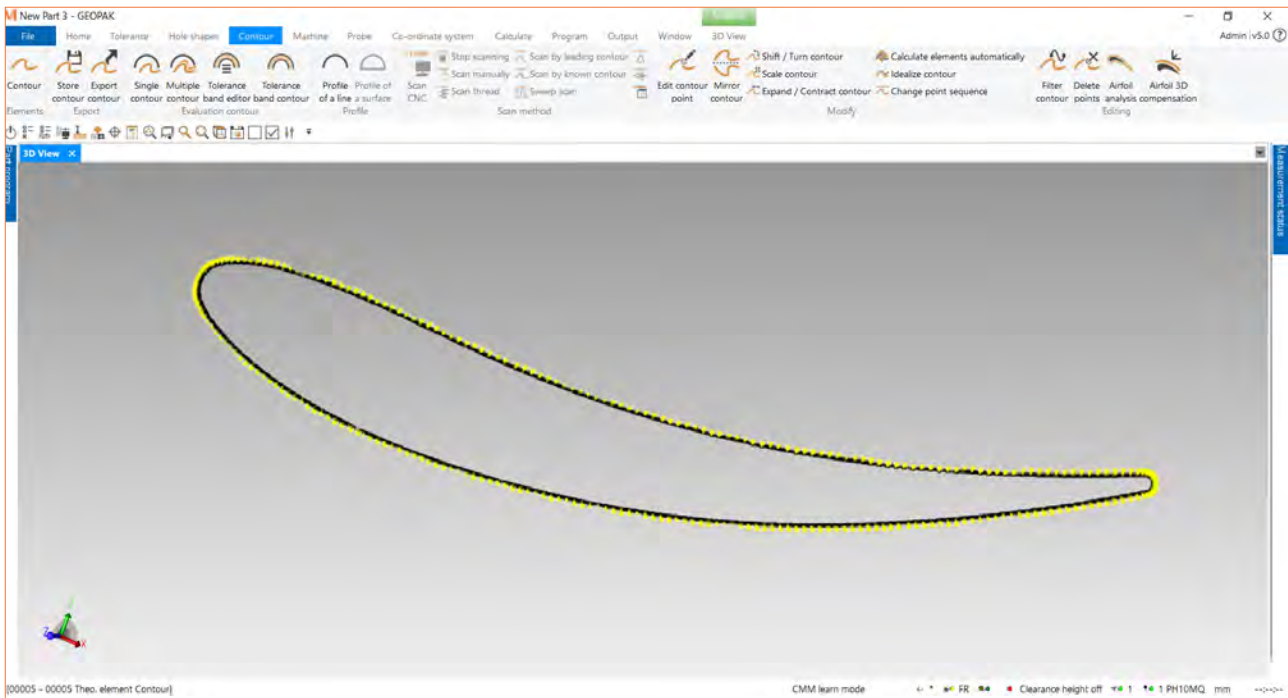 New Part 3 - GEOPAK
File Home Tolerance Hole shapes Contour Machine Probe Co-ordinate system Calculate Program Output Window 3D View Admin |v5.0
Contour Store contour Export contour Single contour Multiple contour Tolerance band editor Tolerance band contour Profile of a line Profile of a surface Scan CNC
Stop scanning Scan by leading contour
Scan manually Scan by known contour
Scan thread Sweep scan
Edit contour point Mirror contour
Shift / Turn contour Calculate elements automatically
Scale contour Idealize contour
Expand / Contract contour Change point sequence
Filter contour Delete points Airfoil analysis Airfoil 3D compensation
Elements Export Evaluation contour Profile Scan method Modify Editing
3D View
Part program
Measurement status
Z X
[00005 - 00005 Theo. element Contour] CMM learn mode FR Clearance height off 1 1 PH10MQ mm --:--:--